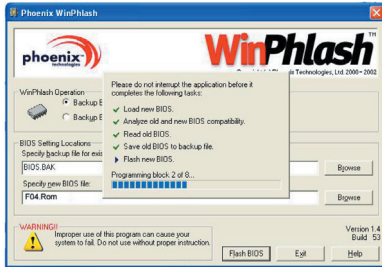 Phoenix WinPhlash
phoenix
technologies
WinPhlash
TM
Technologies, Ltd. 2000 - 2002
Please do not interrupt the application before it
completes the following tasks:
Load new BIOS.
Analyze old and new BIOS compatibility.
Read old BIOS.
Save old BIOS to backup file.
Flash new BIOS.
Programming block 2 of 8...
WinPhlash Operation
Backup
Backup
BIOS Setting Locations
Specify backup file for exis
BIOS.BAK
Browse
Specify new BIOS file:
F04.Rom
Browse
WARNING!!
Improper use of this program can cause your
system to fail. Do not use without proper instruction.
Version 1.4
Build 53
Flash BIOS
Exit
Help